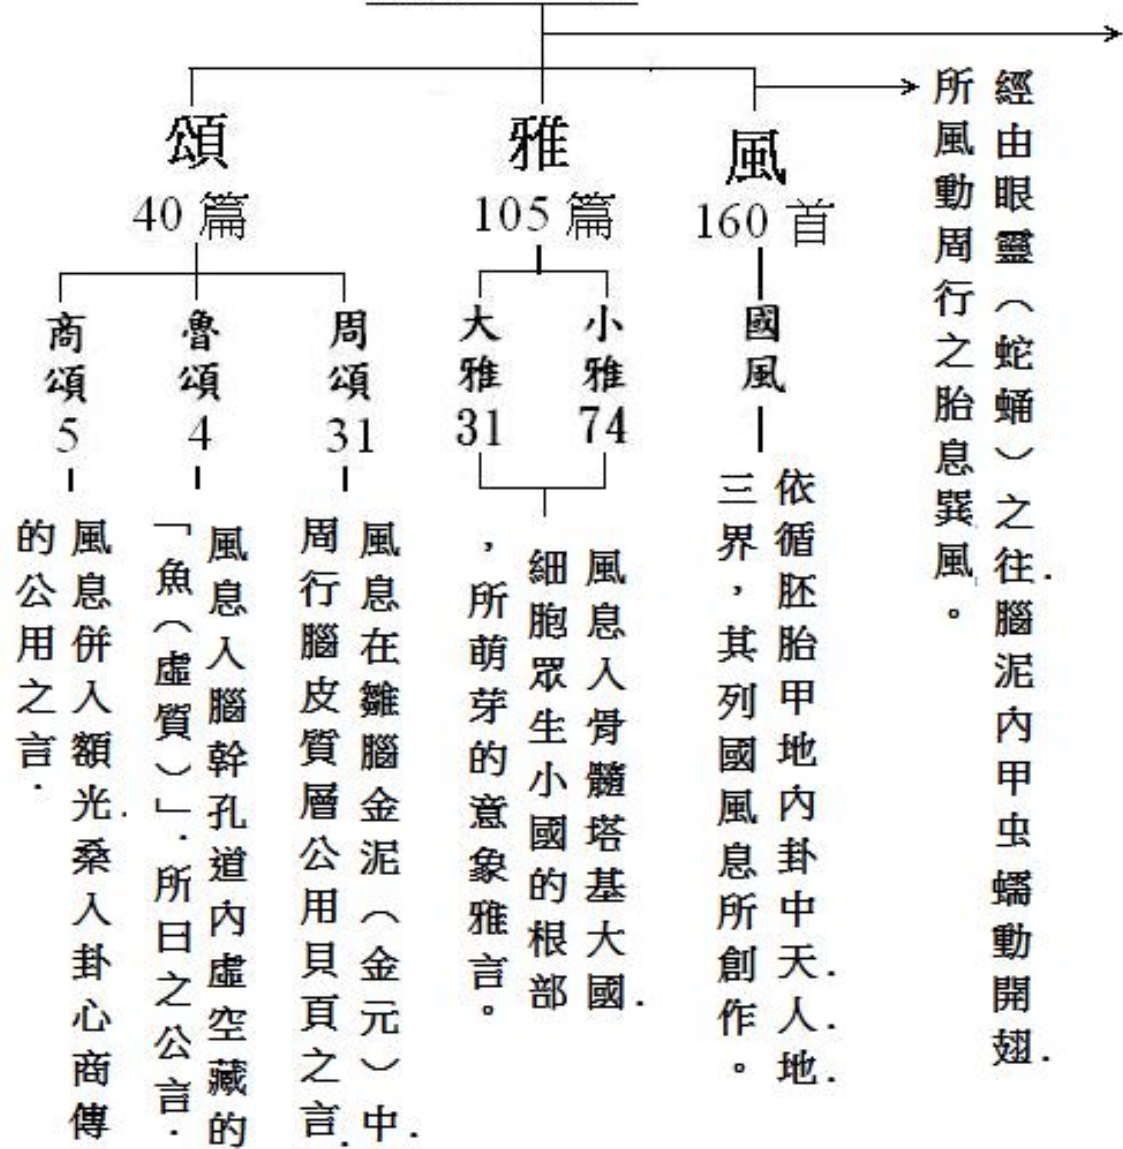 經由眼靈（蛇蛹）之往．腦泥內甲虫蠕動開翅．
所風動周行之胎息巽風。
風
160 首
國風
依循胚胎甲地內卦中天．人．地．
三界，其列國風息所創作。
雅
105 篇
小雅 74
大雅 31
風息入骨髓塔基大國．
細胞眾生小國的根部
，所萌芽的意象雅言。
頌
40 篇
周頌 31
風息在雛腦金泥（金元）中．
周行腦皮質層公用貝頁之言．
魯頌 4
風息入腦幹孔道內虛空藏的
「魚（虛質）」．所曰之公言．
商頌 5
風息併入額光．桑入卦心商傳
的公用之言．